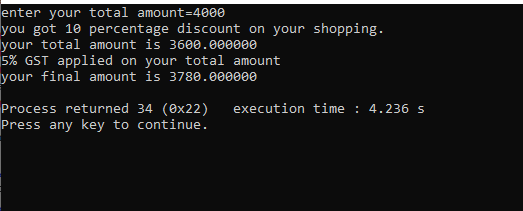 enter your total amount=4000
you got 10 percentage discount on your shopping.
your total amount is 3600.000000
5% GST applied on your total amount
your final amount is 3780.000000
Process returned 34 (0x22)   execution time : 4.236 s
Press any key to continue.